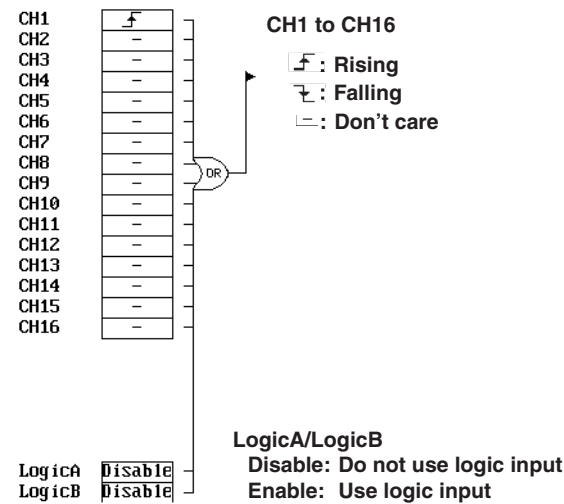 CH1
CH2 –
CH3 –
CH4 –
CH5 –
CH6 –
CH7 –
CH8 –
CH9 –
CH10 –
CH11 –
CH12 –
CH13 –
CH14 –
CH15 –
CH16 –
OR
CH1 to CH16
: Rising
: Falling
–: Don't care
LogicA Disable
LogicB Disable
LogicA/LogicB
Disable: Do not use logic input
Enable: Use logic input